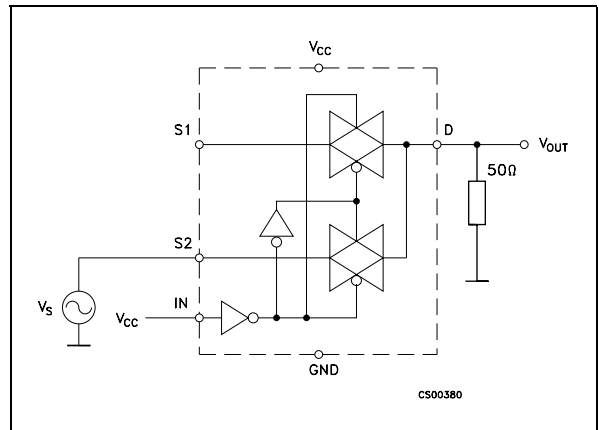 VCC
S1
D
VOUT
50Ω
S2
VS
IN
VCC
GND
CS00380